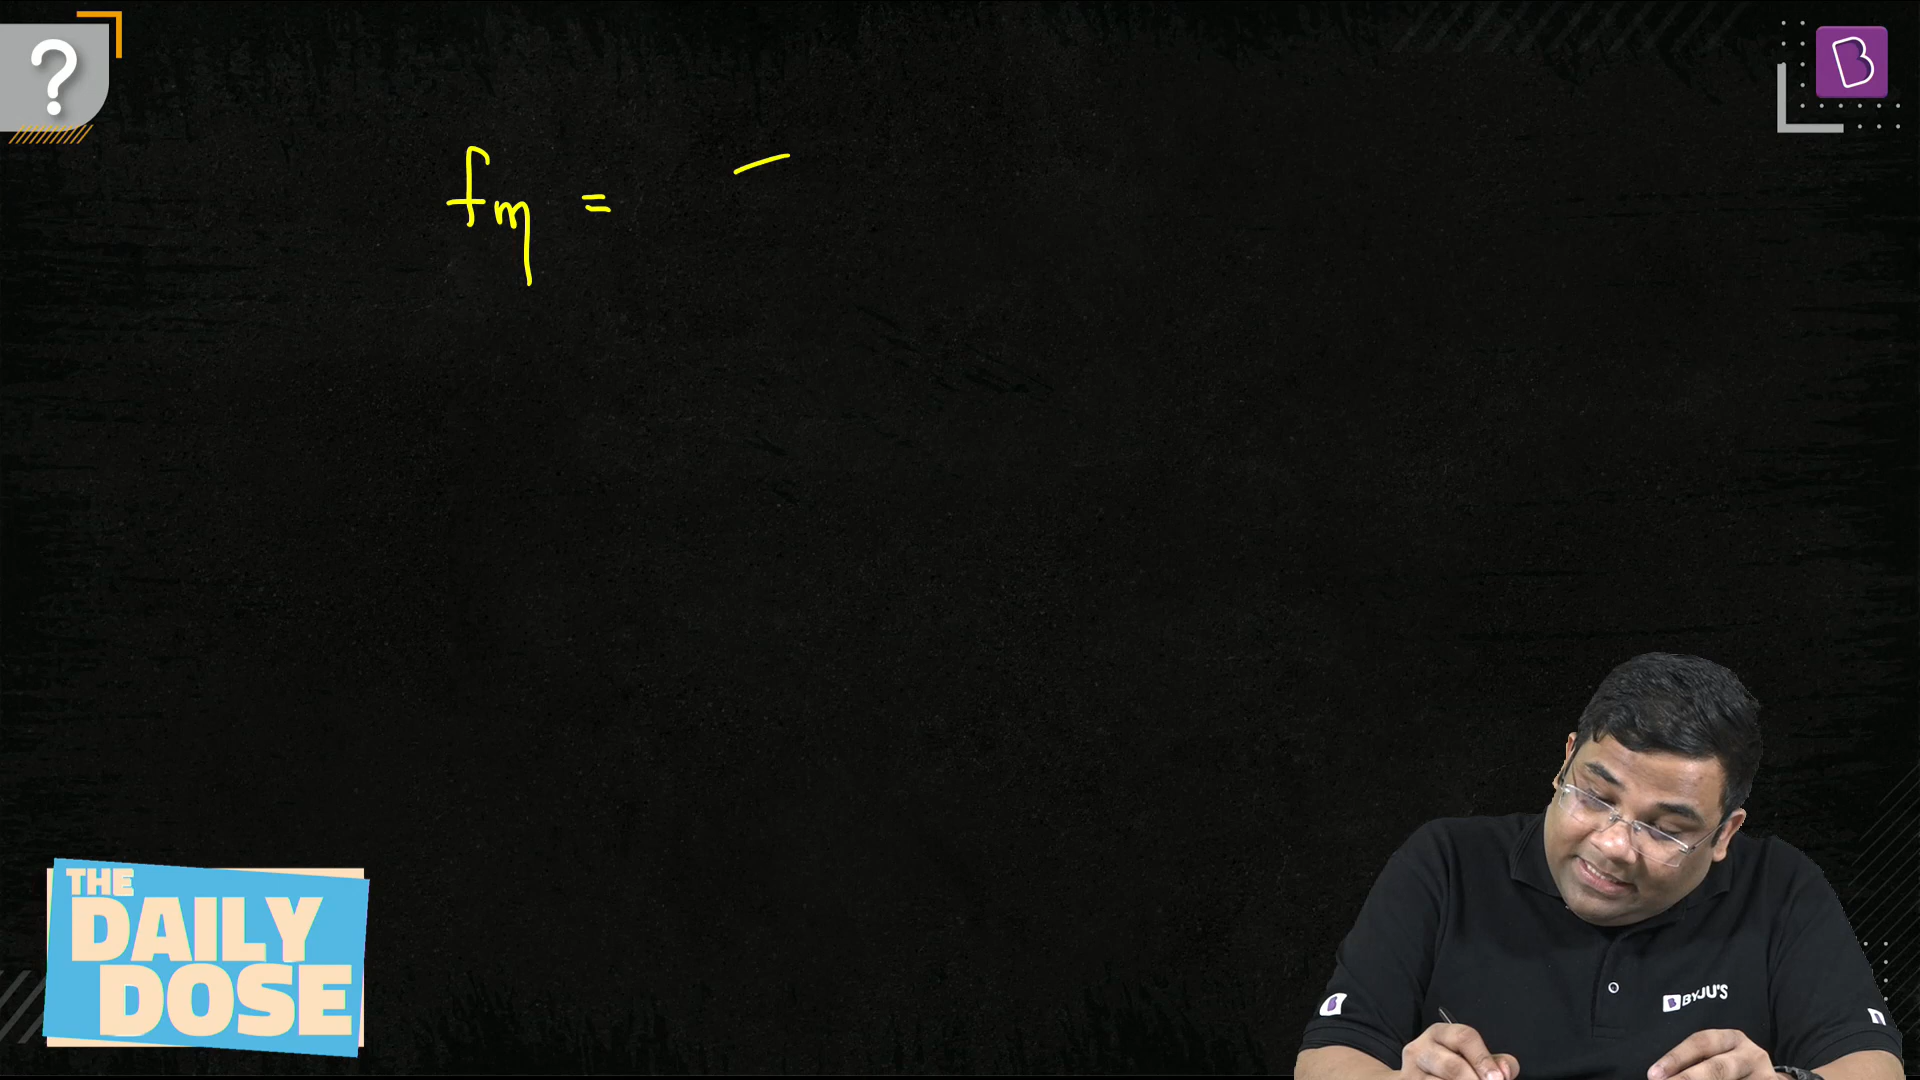 ?
B
fm =
THE
DAILY
DOSE
BYJU'S